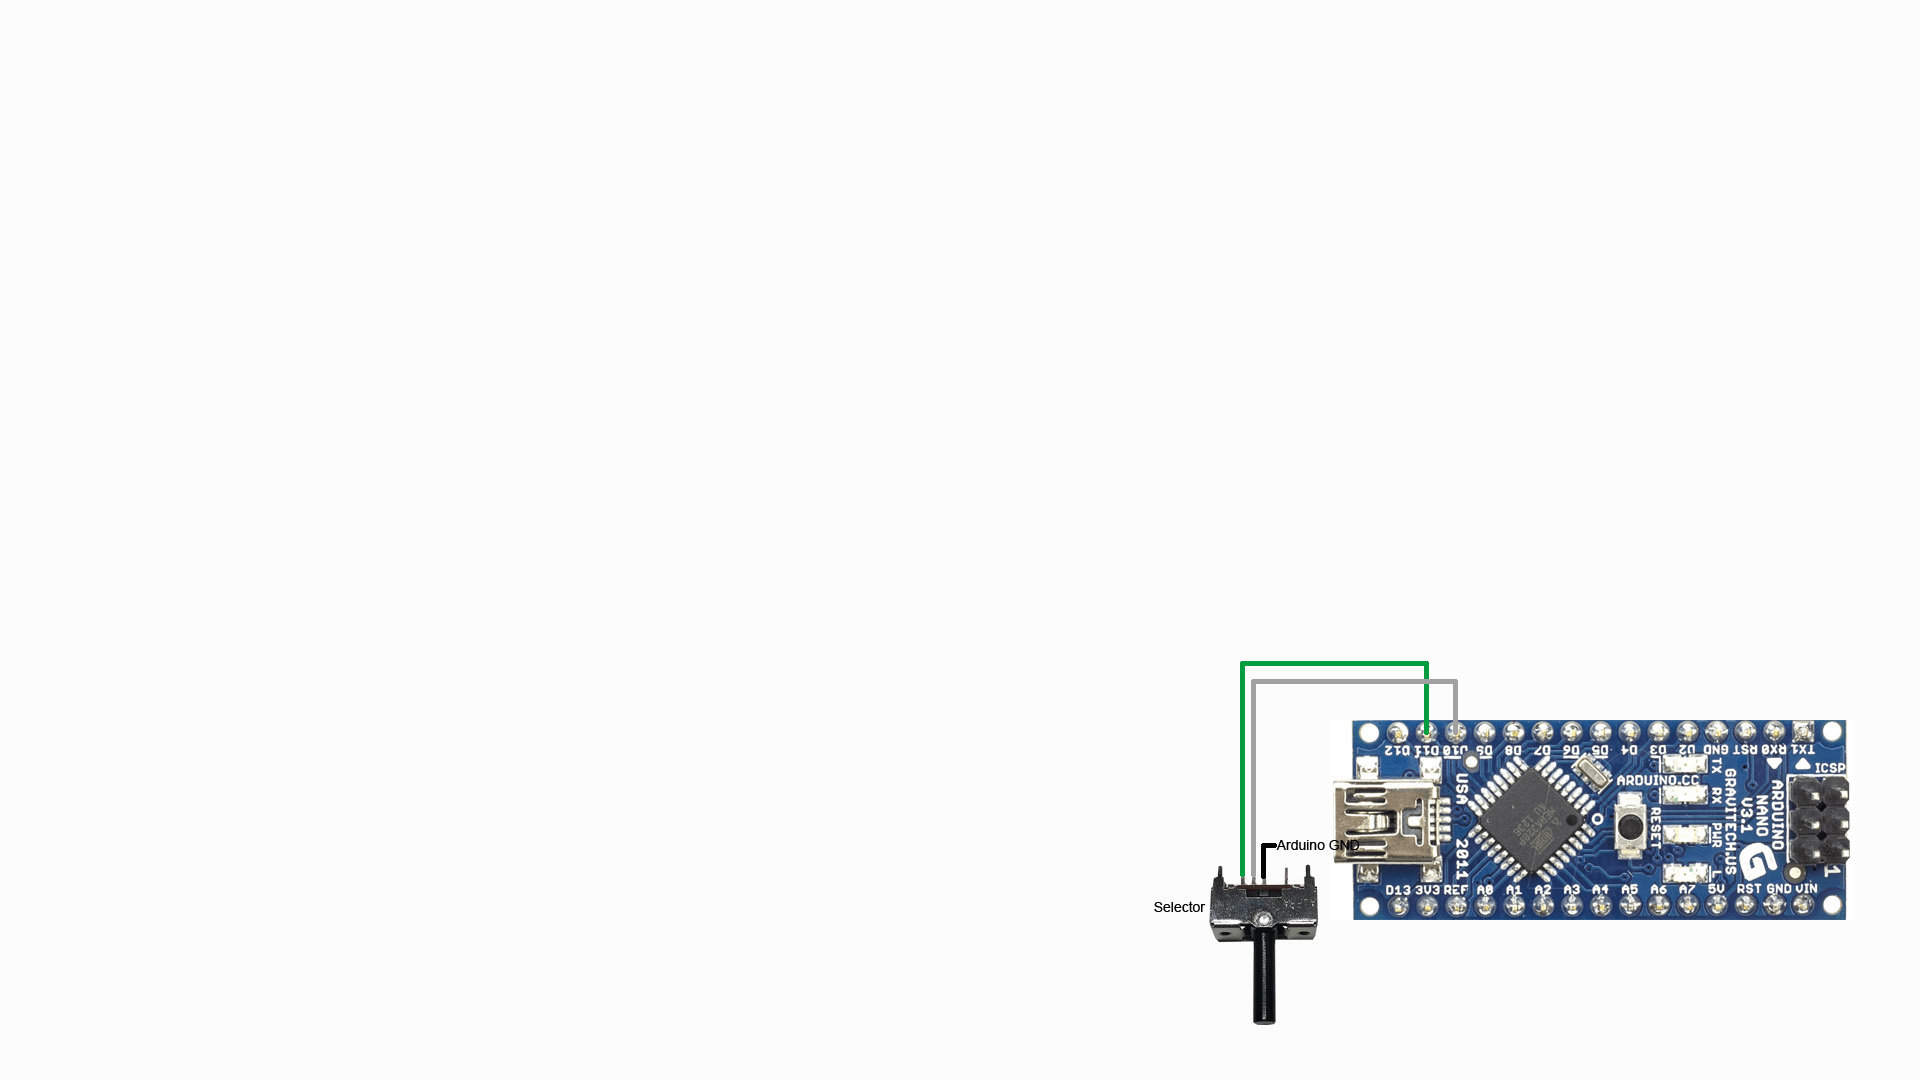 D12 D11 D10 D9 D8 D7 D6 D5 D4 D3 D2 GND RST RX0 TX1
ICSP
ARDUINO.CC
TX
RX
PWR
L
RESET
USA
2011
GRAVITECH.US
ARDUINO
NANO
V3.1
1
Arduino GND
D13 3V3 REF A0 A1 A2 A3 A4 A5 A6 A7 5V RST GND VIN
Selector